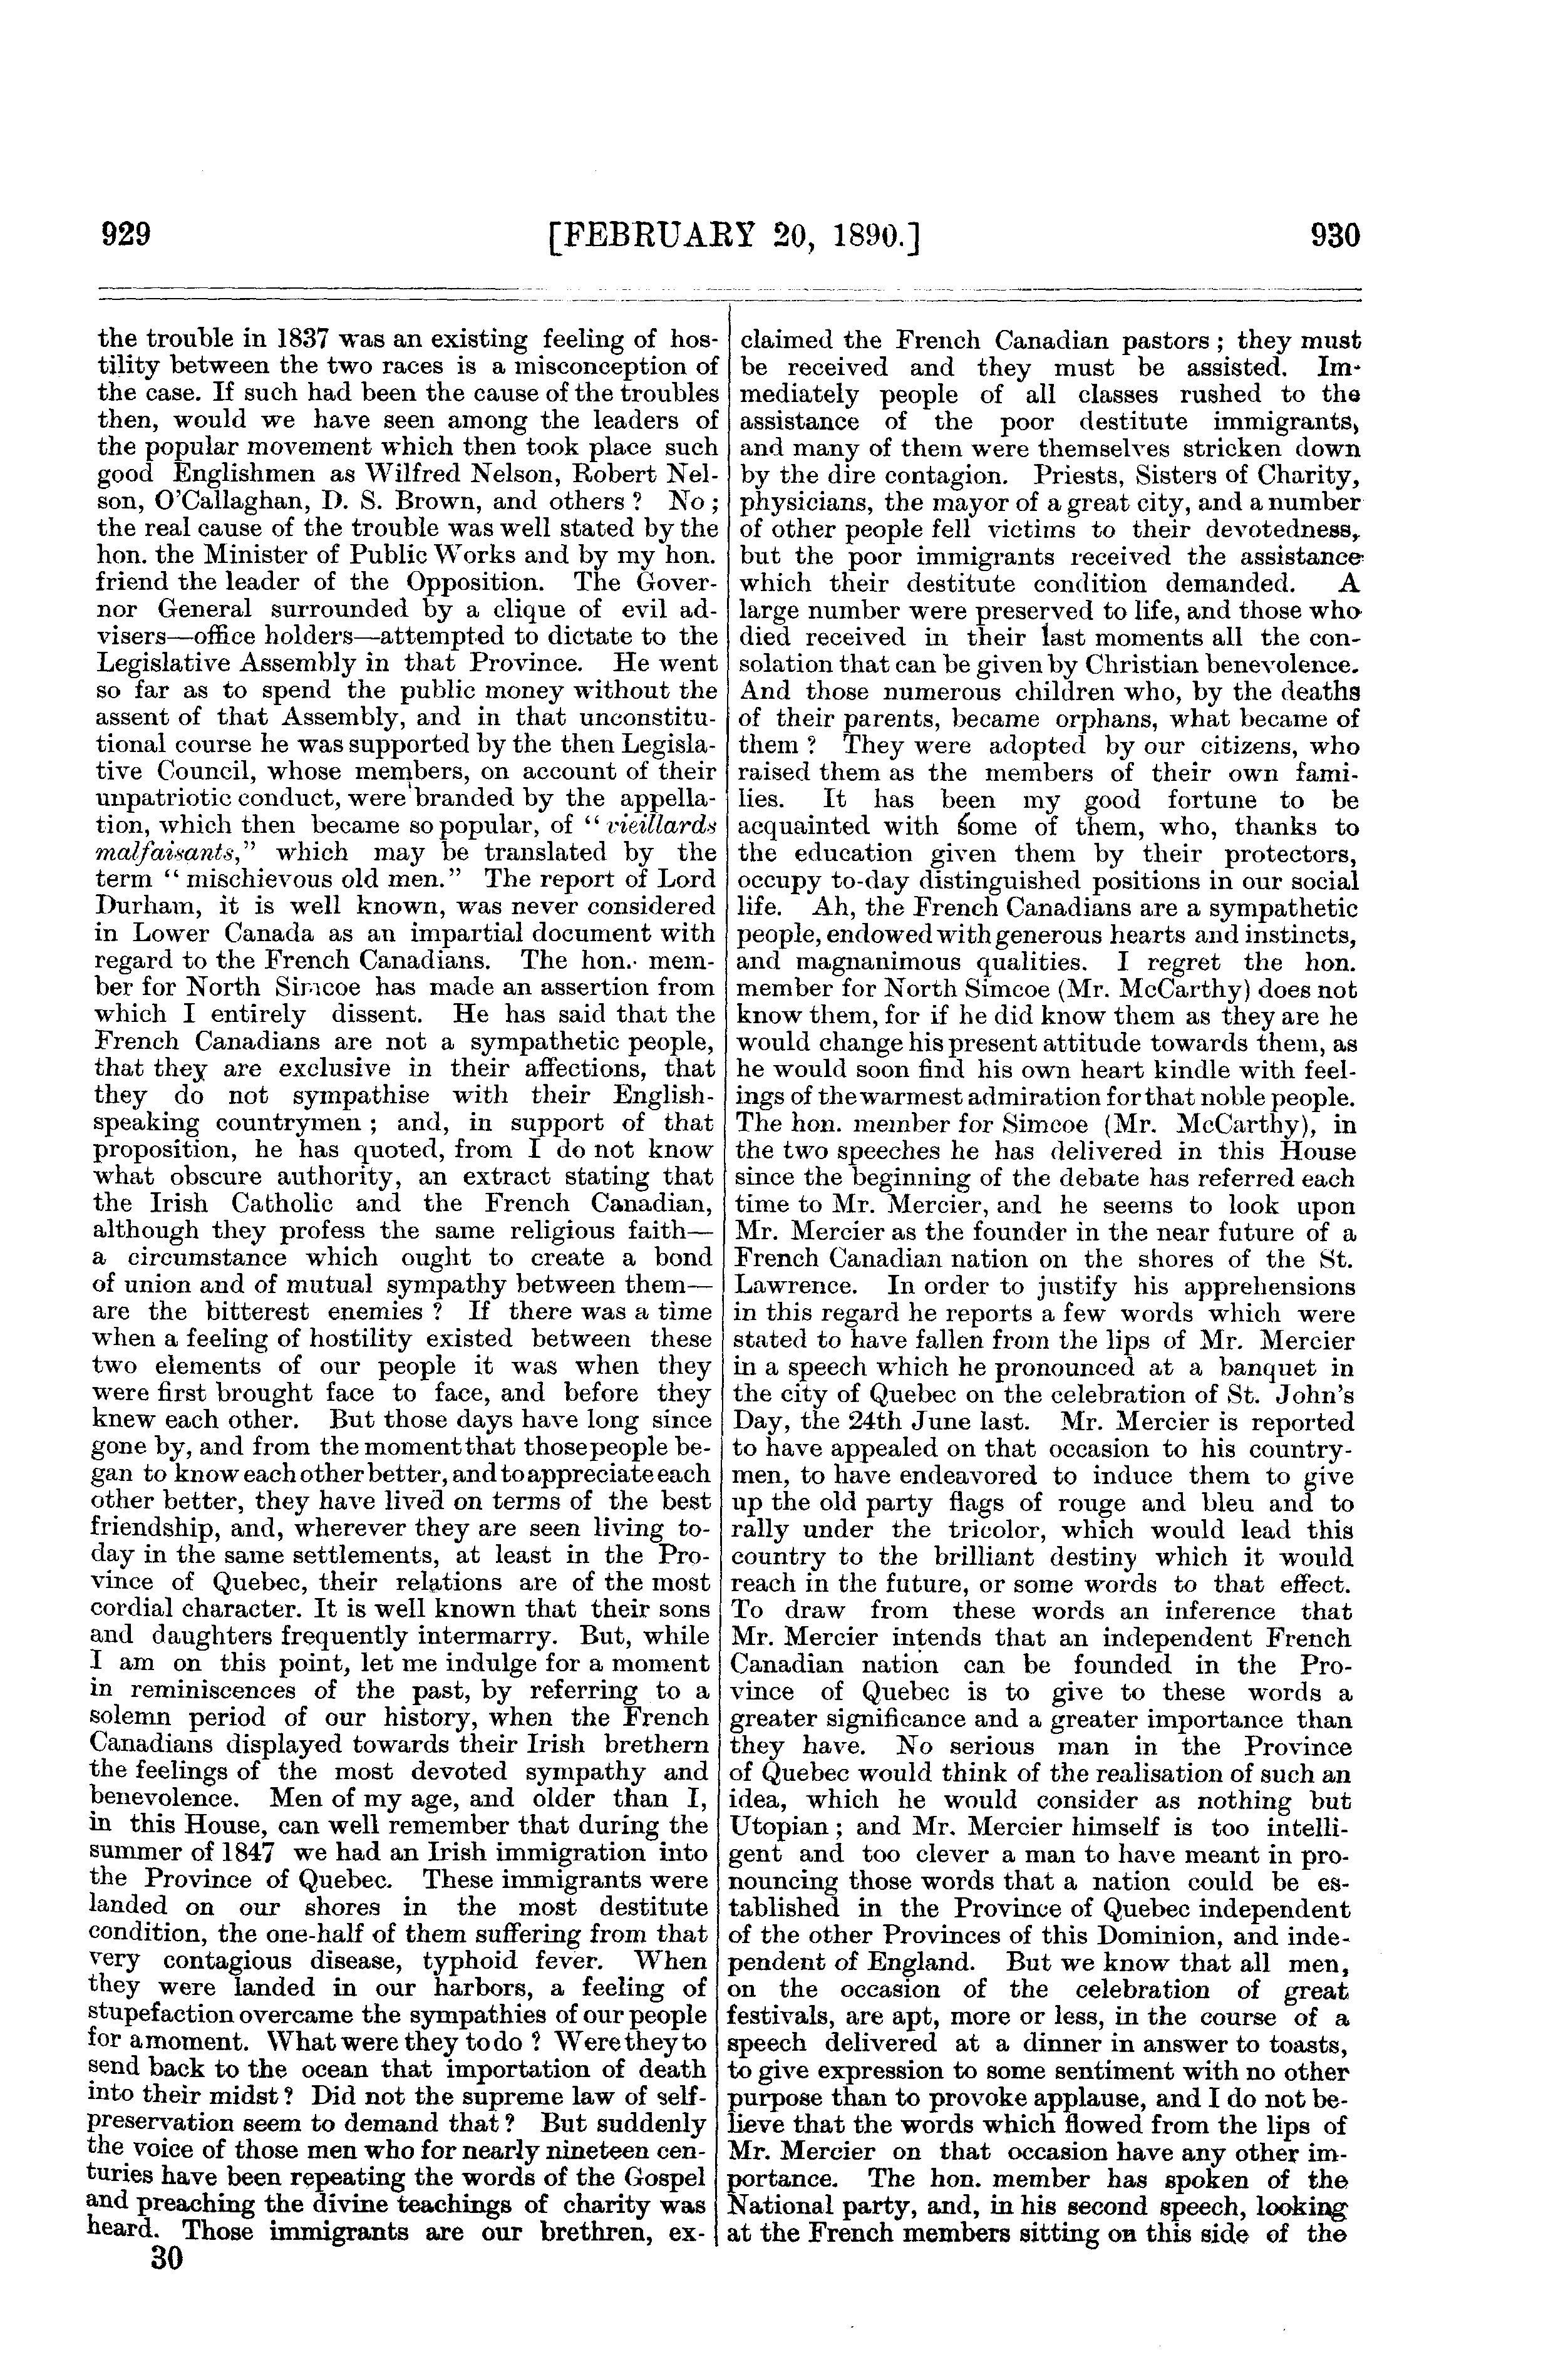 929 [FEBRUARY 20, 1890.] 930
the trouble in 1837 was an existing feeling of hos-
tility between the two races is a misconception of
the case. If such had been the cause of the troubles
then, would we have seen among the leaders of
the popular movement which then took place such
good Englishmen as Wilfred Nelson, Robert Nel-
son, O'Callaghan, D. S. Brown, and others ? No ;
the real cause of the trouble was well stated by the
hon. the Minister of Public Works and by my hon.
friend the leader of the Opposition. The Gover-
nor General surrounded by a clique of evil ad-
visers—office holders—attempted to dictate to the
Legislative Assembly in that Province. He went
so far as to spend the public money without the
assent of that Assembly, and in that unconstitu-
tional course he was supported by the then Legisla-
tive Council, whose members, on account of their
unpatriotic conduct, were branded by the appella-
tion, which then became so popular, of " vieillards
malfaisants," which may be translated by the
term " mischievous old men." The report of Lord
Durham, it is well known, was never considered
in Lower Canada as an impartial document with
regard to the French Canadians. The hon. mem-
ber for North Simcoe has made an assertion from
which I entirely dissent. He has said that the
French Canadians are not a sympathetic people,
that they are exclusive in their affections, that
they do not sympathise with their English-
speaking countrymen ; and, in support of that
proposition, he has quoted, from I do not know
what obscure authority, an extract stating that
the Irish Catholic and the French Canadian,
although they profess the same religious faith—
a circumstance which ought to create a bond
of union and of mutual sympathy between them—
are the bitterest enemies ? If there was a time
when a feeling of hostility existed between these
two elements of our people it was when they
were first brought face to face, and before they
knew each other. But those days have long since
gone by, and from the moment that those people be-
gan to know each other better, and to appreciate each
other better, they have lived on terms of the best
friendship, and, wherever they are seen living to-
day in the same settlements, at least in the Pro-
vince of Quebec, their relations are of the most
cordial character. It is well known that their sons
and daughters frequently intermarry. But, while
I am on this point, let me indulge for a moment
in reminiscences of the past, by referring to a
solemn period of our history, when the French
Canadians displayed towards their Irish brethern
the feelings of the most devoted sympathy and
benevolence. Men of my age, and older than I,
in this House, can well remember that during the
summer of 1847 we had an Irish immigration into
the Province of Quebec. These immigrants were
landed on our shores in the most destitute
condition, the one-half of them suffering from that
very contagious disease, typhoid fever. When
they were landed in our harbors, a feeling of
stupefaction overcame the sympathies of our people
for a moment. What were they to do ? Were they to
send back to the ocean that importation of death
into their midst ? Did not the supreme law of self-
preservation seem to demand that ? But suddenly
the voice of those men who for nearly nineteen cen-
turies have been repeating the words of the Gospel
and preaching the divine teachings of charity was
heard. Those immigrants are our brethren, ex-
30
claimed the French Canadian pastors ; they must
be received and they must be assisted. Im-
mediately people of all classes rushed to the
assistance of the poor destitute immigrants,
and many of them were themselves stricken down
by the dire contagion. Priests, Sisters of Charity,
physicians, the mayor of a great city, and a number
of other people fell victims to their devotedness,
but the poor immigrants received the assistance
which their destitute condition demanded. A
large number were preserved to life, and those who
died received in their last moments all the con-
solation that can be given by Christian benevolence.
And those numerous children who, by the deaths
of their parents, became orphans, what became of
them ? They were adopted by our citizens, who
raised them as the members of their own fami-
lies. It has been my good fortune to be
acquainted with some of them, who, thanks to
the education given them by their protectors,
occupy to-day distinguished positions in our social
life. Ah, the French Canadians are a sympathetic
people, endowed with generous hearts and instincts,
and magnanimous qualities. I regret the hon.
member for North Simcoe (Mr. McCarthy) does not
know them, for if he did know them as they are he
would change his present attitude towards them, as
he would soon find his own heart kindle with feel-
ings of the warmest admiration for that noble people.
The hon. member for Simcoe (Mr. McCarthy), in
the two speeches he has delivered in this House
since the beginning of the debate has referred each
time to Mr. Mercier, and he seems to look upon
Mr. Mercier as the founder in the near future of a
French Canadian nation on the shores of the St.
Lawrence. In order to justify his apprehensions
in this regard he reports a few words which were
stated to have fallen from the lips of Mr. Mercier
in a speech which he pronounced at a banquet in
the city of Quebec on the celebration of St. John's
Day, the 24th June last. Mr. Mercier is reported
to have appealed on that occasion to his country-
men, to have endeavored to induce them to give
up the old party flags of rouge and bleu and to
rally under the tricolor, which would lead this
country to the brilliant destiny which it would
reach in the future, or some words to that effect.
To draw from these words an inference that
Mr. Mercier intends that an independent French
Canadian nation can be founded in the Pro-
vince of Quebec is to give to these words a
greater significance and a greater importance than
they have. No serious man in the Province
of Quebec would think of the realisation of such an
idea, which he would consider as nothing but
Utopian ; and Mr. Mercier himself is too intelli-
gent and too clever a man to have meant in pro-
nouncing those words that a nation could be es-
tablished in the Province of Quebec independent
of the other Provinces of this Dominion, and inde-
pendent of England. But we know that all men,
on the occasion of the celebration of great
festivals, are apt, more or less, in the course of a
speech delivered at a dinner in answer to toasts,
to give expression to some sentiment with no other
purpose than to provoke applause, and I do not be-
lieve that the words which flowed from the lips of
Mr. Mercier on that occasion have any other im-
portance. The hon. member has spoken of the
National party, and, in his second speech, looking
at the French members sitting on this side of the